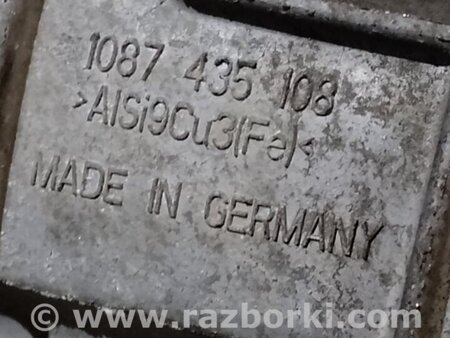 1087 435 108
>AlSi9Cu3(Fe)<
MADE IN GERMANY
© www.razborki.com